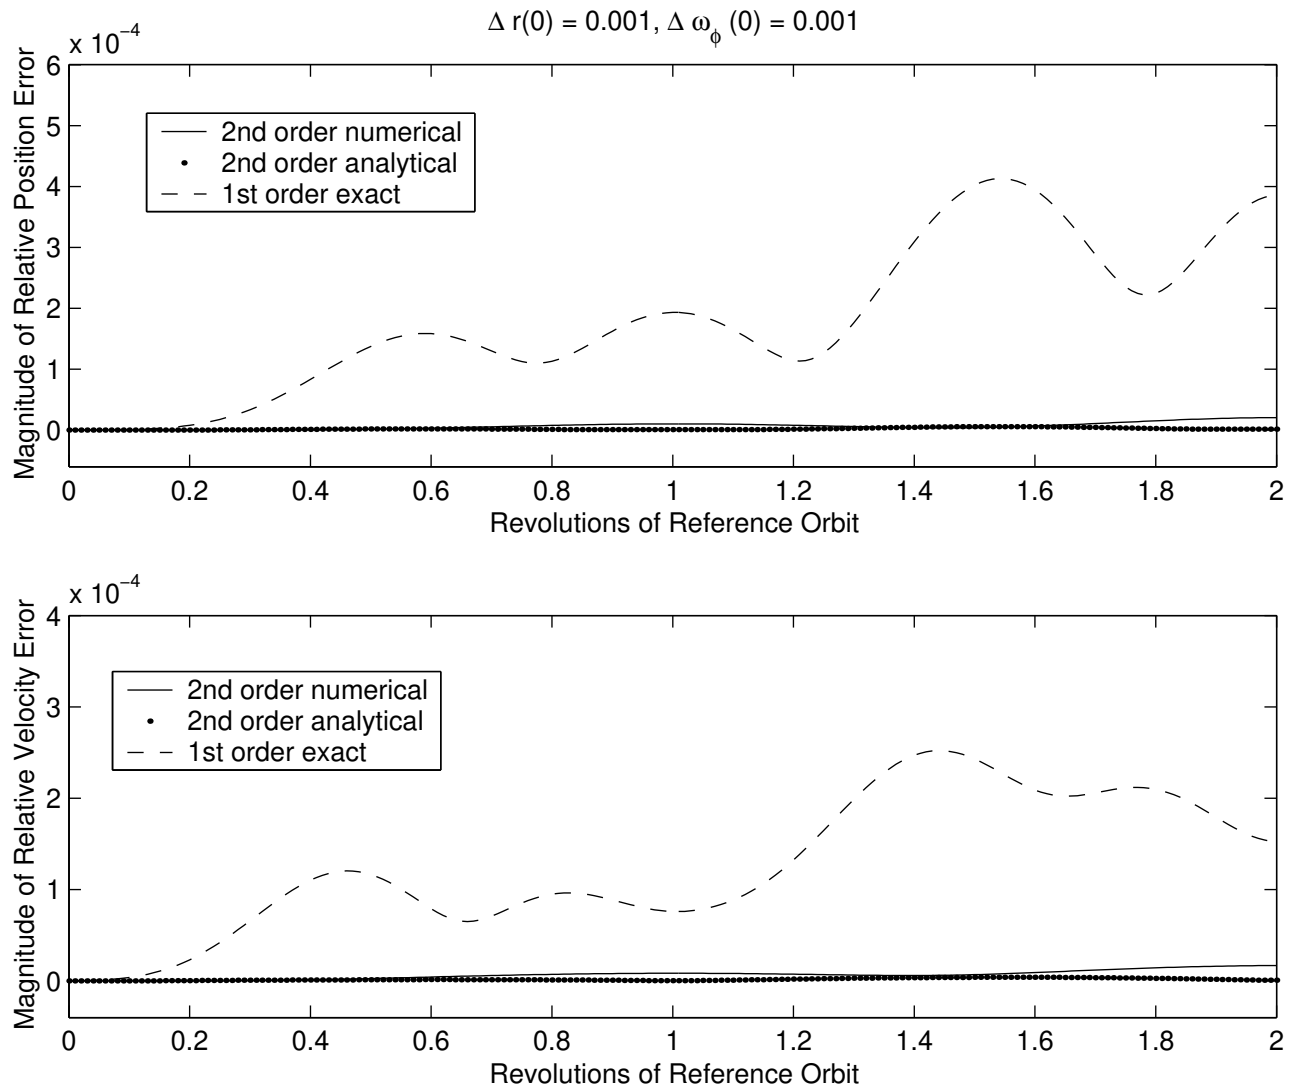 Δ r(0) = 0.001, Δ ω_ϕ (0) = 0.001
x 10⁻⁴
Magnitude of Relative Position Error
6
5
4
3
2
1
0
2nd order numerical
2nd order analytical
1st order exact
0 0.2 0.4 0.6 0.8 1 1.2 1.4 1.6 1.8 2
Revolutions of Reference Orbit
x 10⁻⁴
Magnitude of Relative Velocity Error
4
3
2
1
0
2nd order numerical
2nd order analytical
1st order exact
0 0.2 0.4 0.6 0.8 1 1.2 1.4 1.6 1.8 2
Revolutions of Reference Orbit